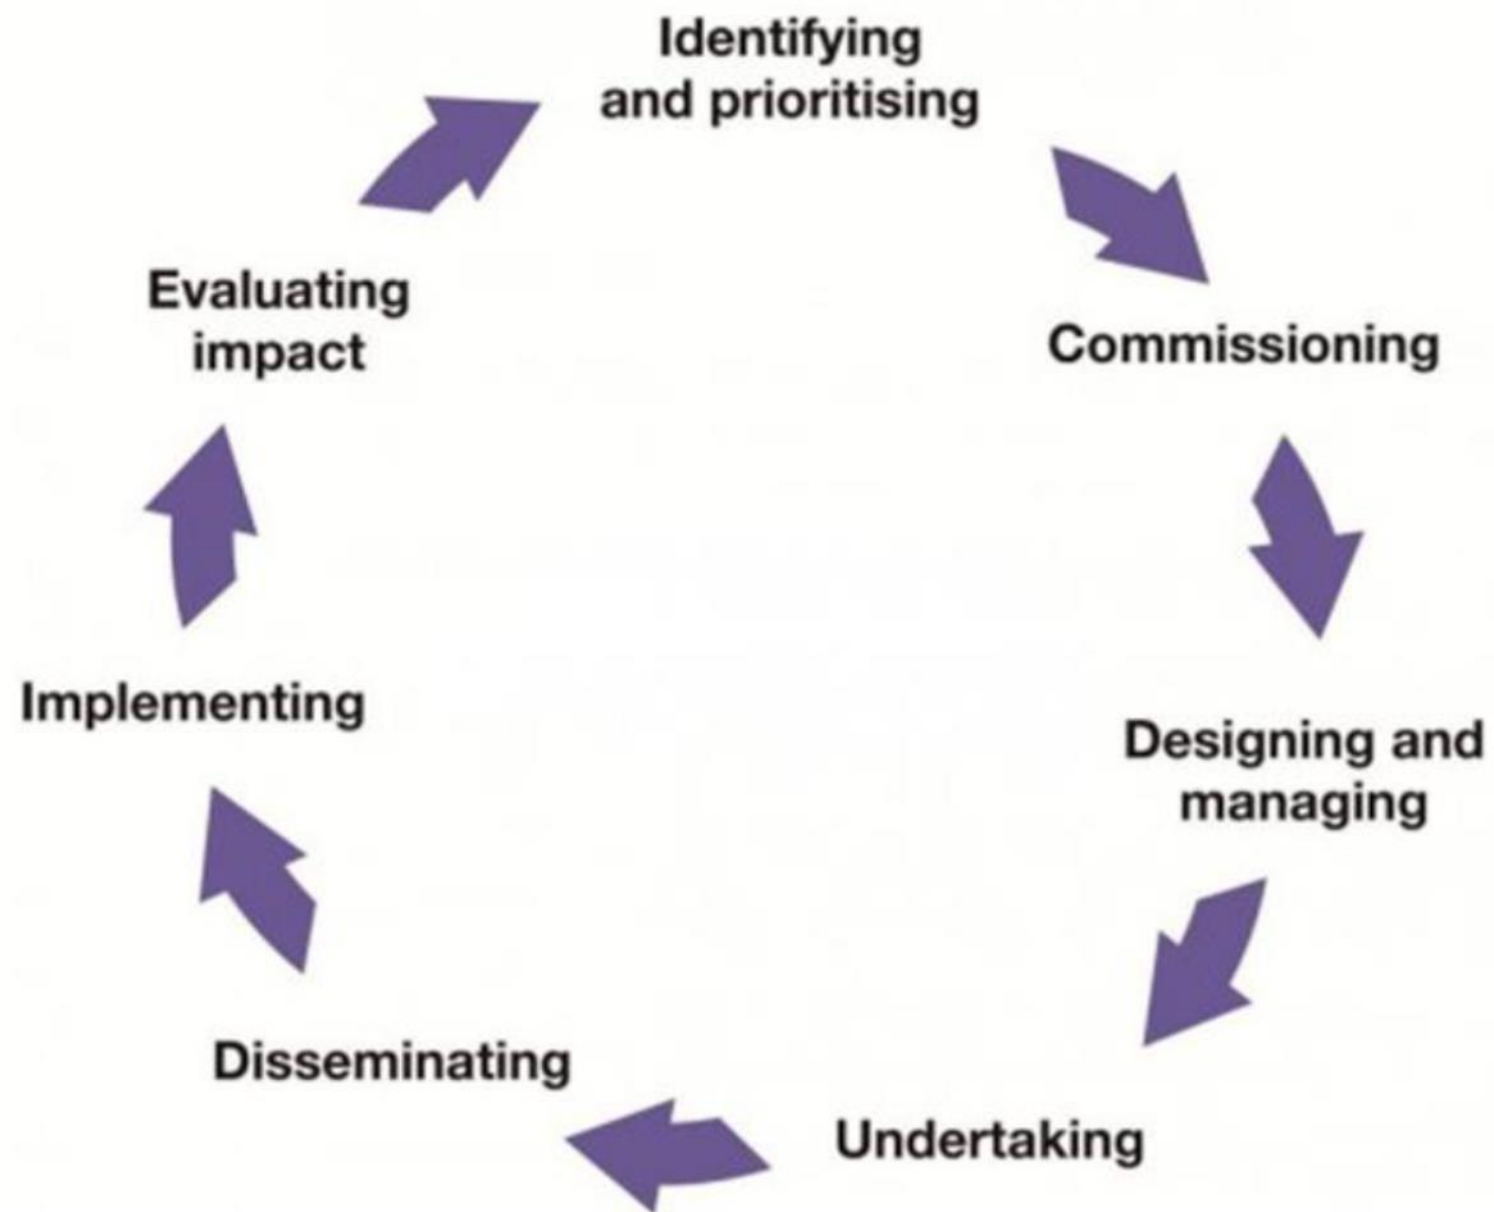 Identifying
and prioritising
Commissioning
Designing and
managing
Undertaking
Disseminating
Implementing
Evaluating
impact